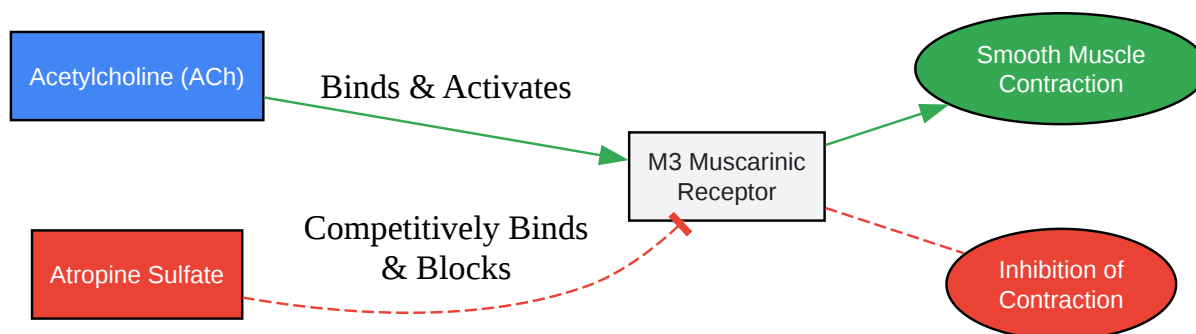 Acetylcholine (ACh)
Binds & Activates
Smooth Muscle
Contraction
M3 Muscarinic
Receptor
Atropine Sulfate
Competitively Binds
& Blocks
Inhibition of
Contraction